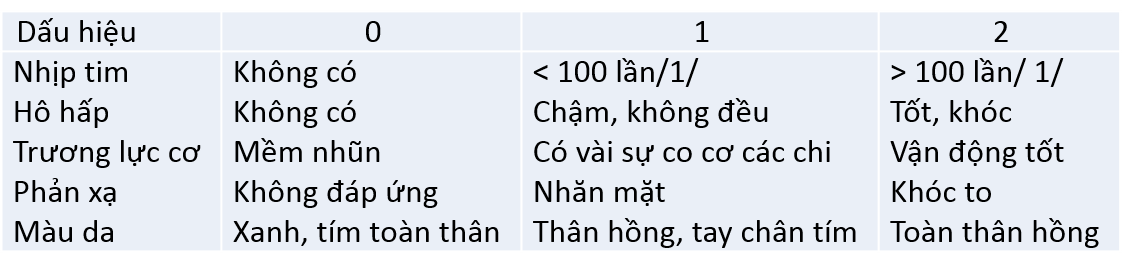 Dấu hiệu 0 1 2
Nhịp tim Không có < 100 lần/1/ > 100 lần/ 1/
Hô hấp Không có Chậm, không đều Tốt, khóc
Trương lực cơ Mềm nhũn Có vài sự co cơ các chi Vận động tốt
Phản xạ Không đáp ứng Nhăn mặt Khóc to
Màu da Xanh, tím toàn thân Thân hồng, tay chân tím Toàn thân hồng